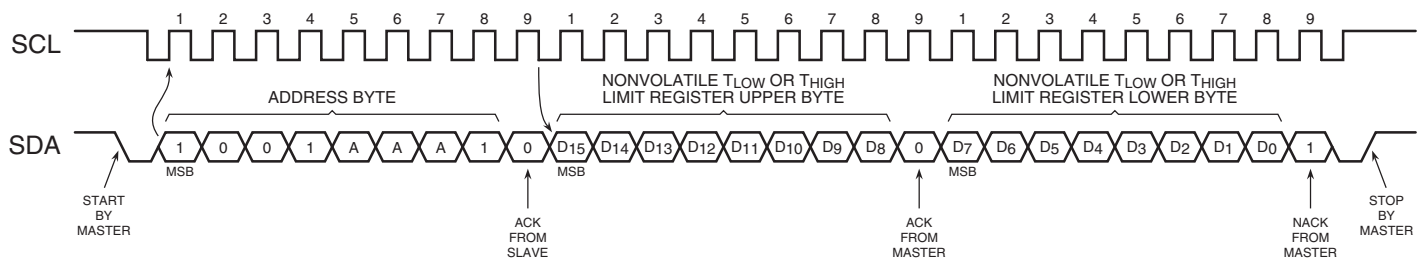 SCL 1 2 3 4 5 6 7 8 9 1 2 3 4 5 6 7 8 9 1 2 3 4 5 6 7 8 9
ADDRESS BYTE
NONVOLATILE TLOW OR THIGH
LIMIT REGISTER UPPER BYTE
NONVOLATILE TLOW OR THIGH
LIMIT REGISTER LOWER BYTE
SDA 1 0 0 1 A A A 1 0 D15 D14 D13 D12 D11 D10 D9 D8 0 D7 D6 D5 D4 D3 D2 D1 D0 1
MSB MSB MSB
START
BY
MASTER
ACK
FROM
SLAVE
ACK
FROM
MASTER
NACK
FROM
MASTER
STOP
BY
MASTER